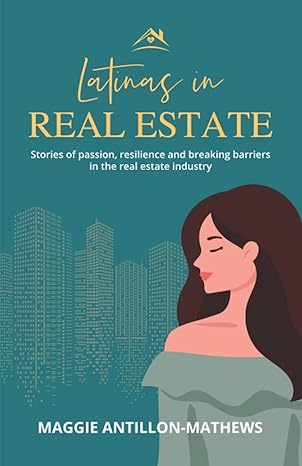 Latinas in
REAL ESTATE
Stories of passion, resilience and breaking barriers
in the real estate industry
MAGGIE ANTILLON-MATHEWS